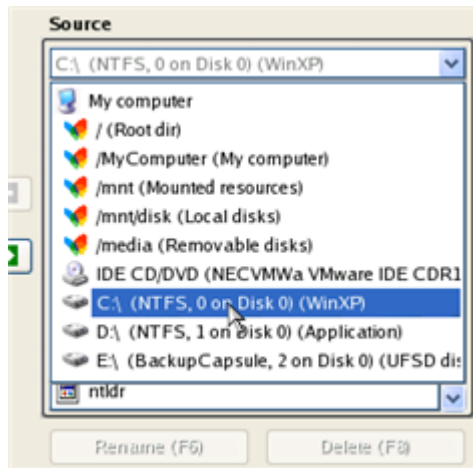 Source
C:\ (NTFS, 0 on Disk 0) (WinXP)
My computer
/ (Root dir)
/MyComputer (My computer)
/mnt (Mounted resources)
/mnt/disk (Local disks)
/media (Removable disks)
IDE CD/DVD (NECVMWa VMware IDE CDR1
C:\ (NTFS, 0 on Disk 0) (WinXP)
D:\ (NTFS, 1 on Disk 0) (Application)
E:\ (BackupCapsule, 2 on Disk 0) (UFSD dis
ntldr
Rename (F6)
Delete (F8)